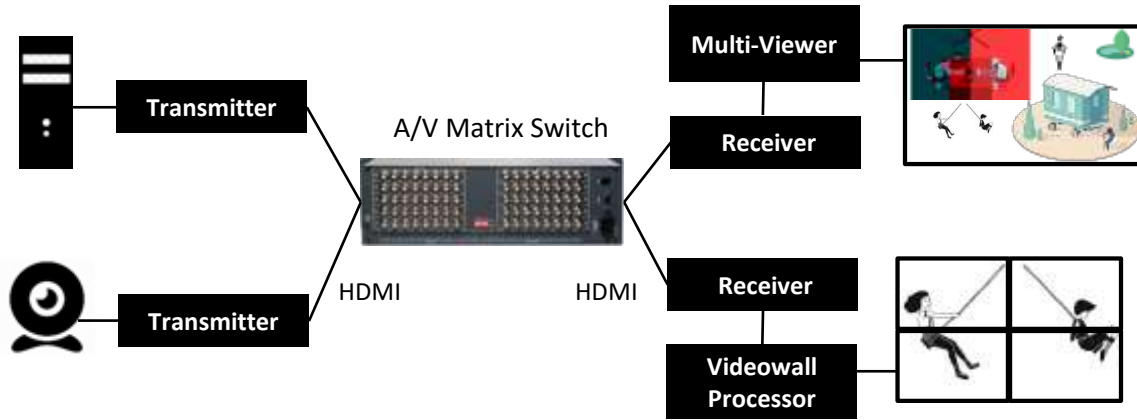 Multi-Viewer
Transmitter
A/V Matrix Switch
Receiver
HDMI
HDMI
Receiver
Transmitter
Videowall
Processor